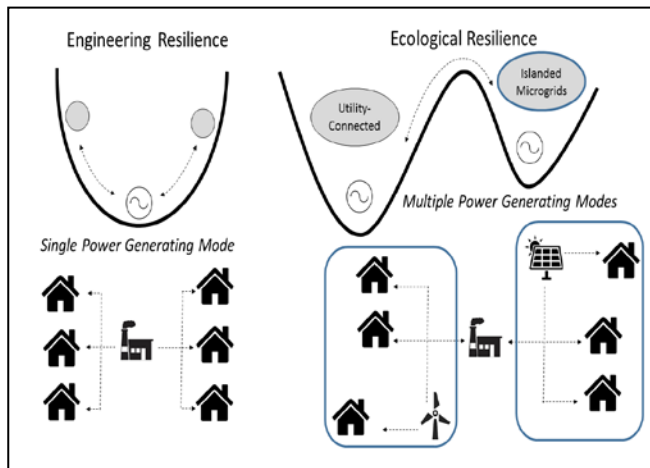 Engineering Resilience
Ecological Resilience
Utility-
Connected
Islanded
Microgrids
Single Power Generating Mode
Multiple Power Generating Modes